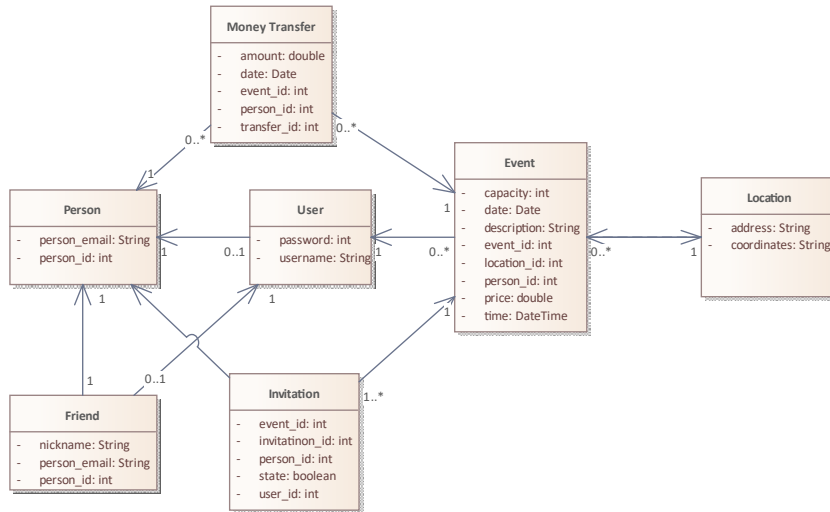 Money Transfer
- amount: double
- date: Date
- event_id: int
- person_id: int
- transfer_id: int
0..*
0..*
1
1
Person
- person_email: String
- person_id: int
User
- password: int
- username: String
1
0..1
1
0..*
Event
- capacity: int
- date: Date
- description: String
- event_id: int
- location_id: int
- person_id: int
- price: double
- time: DateTime
0..*
1
Location
- address: String
- coordinates: String
1
1
1
1
0..1
1..*
Friend
- nickname: String
- person_email: String
- person_id: int
Invitation
- event_id: int
- invitatinon_id: int
- person_id: int
- state: boolean
- user_id: int